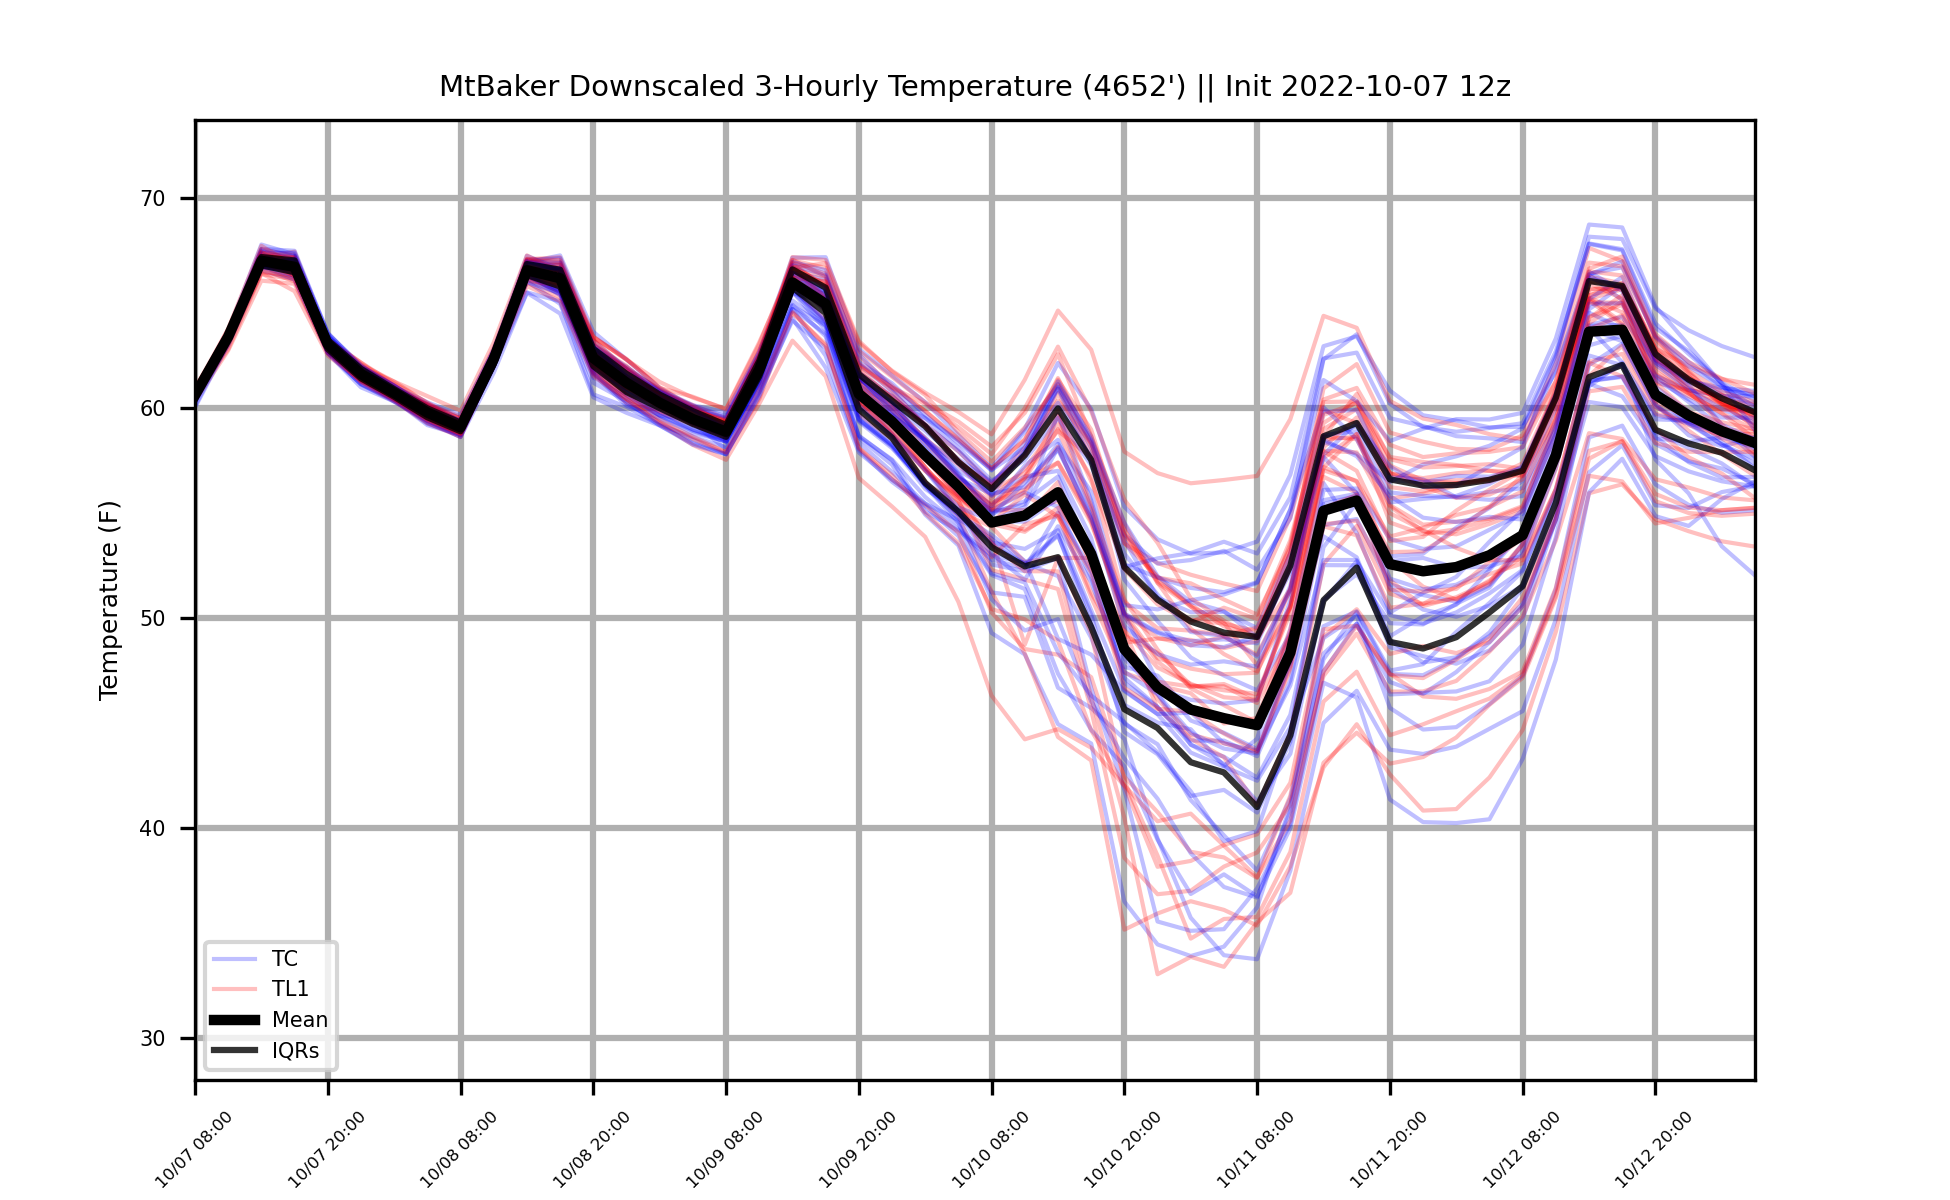 MtBaker Downscaled 3-Hourly Temperature (4652') || Init 2022-10-07 12z
Temperature (F)
70
60
50
40
30
TC
TL1
Mean
IQRs
10/07 08:00
10/07 20:00
10/08 08:00
10/08 20:00
10/09 08:00
10/09 20:00
10/10 08:00
10/10 20:00
10/11 08:00
10/11 20:00
10/12 08:00
10/12 20:00